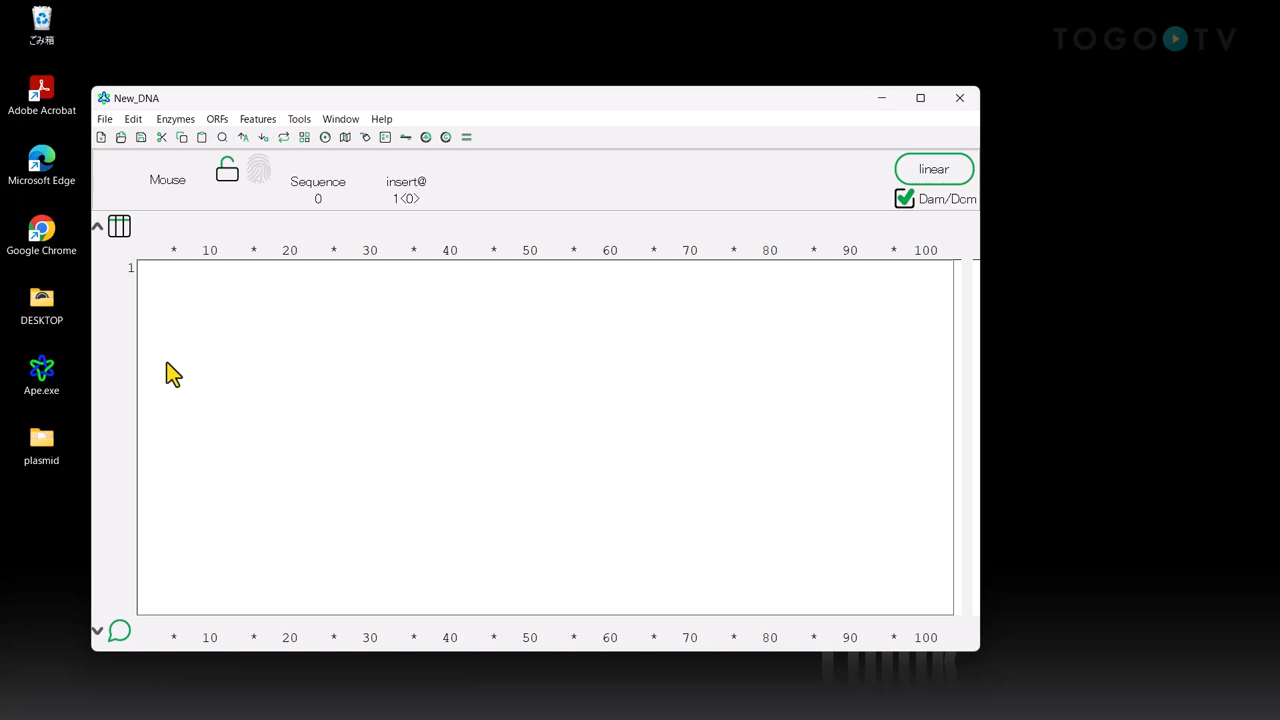 ごみ箱
TOGO TV
Adobe Acrobat
Microsoft Edge
Google Chrome
DESKTOP
Ape.exe
plasmid
New_DNA
File Edit Enzymes ORFs Features Tools Window Help
Mouse
Sequence
0
insert@
1<0>
linear
Dam/Dcm
* 10 * 20 * 30 * 40 * 50 * 60 * 70 * 80 * 90 * 100
1
* 10 * 20 * 30 * 40 * 50 * 60 * 70 * 80 * 90 * 100